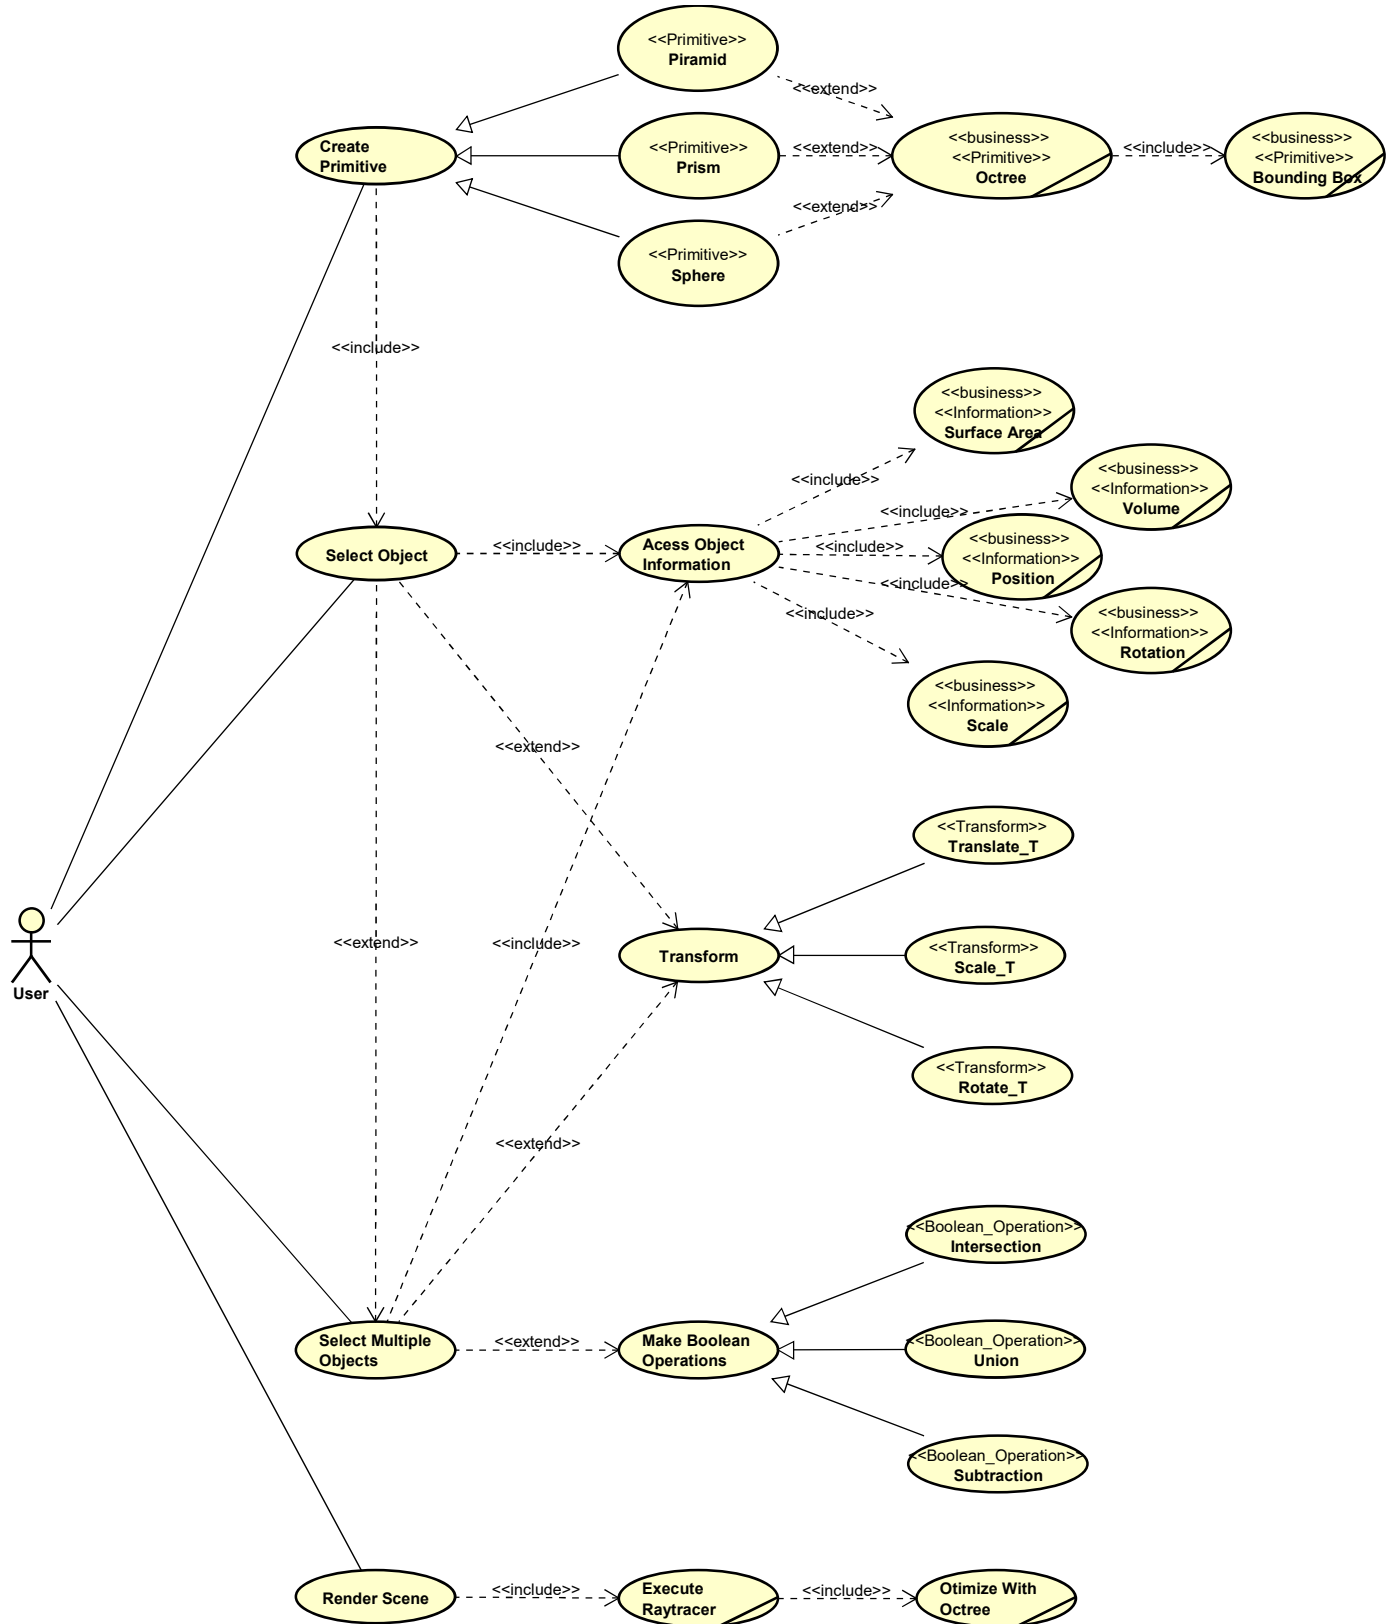 <<Primitive>>
Piramid
<<extend>>
Create
Primitive
<<Primitive>>
Prism
<<extend>>
<<business>>
<<Primitive>>
Octree
<<include>>
<<business>>
<<Primitive>>
Bounding Box
<<extend>>
<<Primitive>>
Sphere
<<include>>
<<business>>
<<Information>>
Surface Area
<<include>>
<<business>>
<<Information>>
Volume
<<include>>
Select Object
<<include>>
Acess Object
Information
<<include>>
<<business>>
<<Information>>
Position
<<include>>
<<business>>
<<Information>>
Rotation
<<include>>
<<business>>
<<Information>>
Scale
<<extend>>
<<Transform>>
Translate_T
User
<<extend>>
<<include>>
Transform
<<Transform>>
Scale_T
<<Transform>>
Rotate_T
<<extend>>
<<Boolean_Operation>>
Intersection
Select Multiple
Objects
<<extend>>
Make Boolean
Operations
<<Boolean_Operation>>
Union
<<Boolean_Operation>>
Subtraction
Render Scene
<<include>>
Execute
Raytracer
<<include>>
Otimize With
Octree